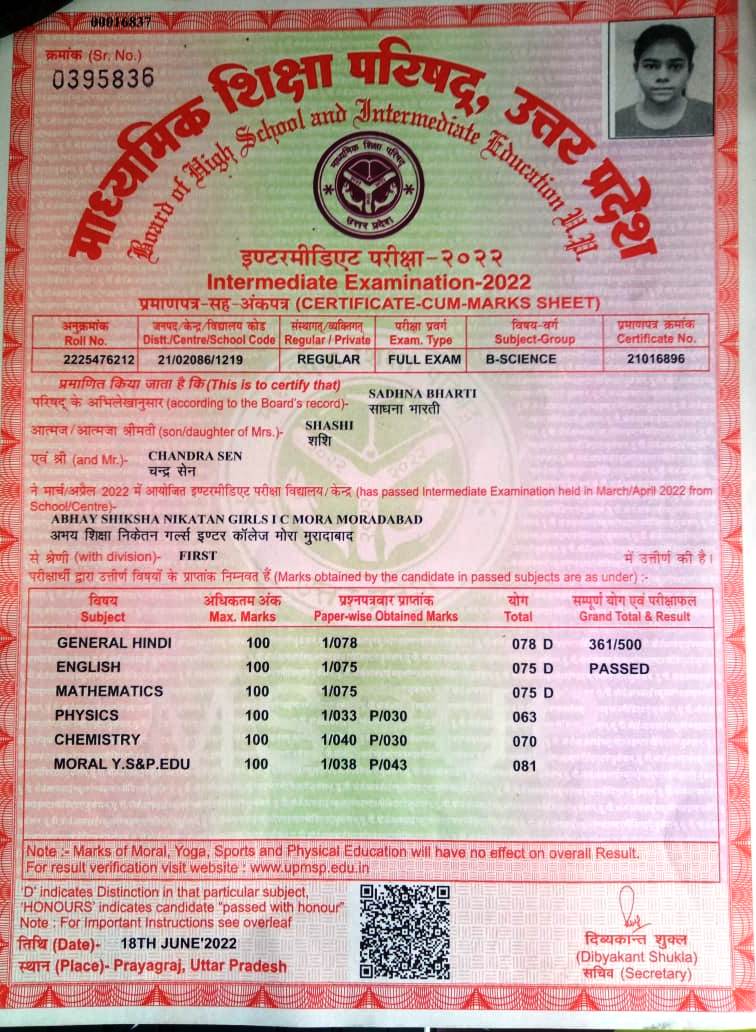 00016837
क्रमांक (Sr. No.)
0395836
माध्यमिक शिक्षा परिषद्, उत्तर प्रदेश
Board of High School and Intermediate Education U.P.
माध्यमिक शिक्षा परिषद्
उत्तर प्रदेश
इण्टरमीडिएट परीक्षा-२०२२
Intermediate Examination-2022
प्रमाणपत्र-सह-अंकपत्र (CERTIFICATE-CUM-MARKS SHEET)
अनुक्रमांक जनपद/केन्द्र/विद्यालय कोड संस्थागत/व्यक्तिगत परीक्षा प्रवर्ग विषय-वर्ग प्रमाणपत्र क्रमांक
Roll No. Distt./Centre/School Code Regular / Private Exam. Type Subject-Group Certificate No.
2225476212 21/02086/1219 REGULAR FULL EXAM B-SCIENCE 21016896
प्रमाणित किया जाता है कि (This is to certify that)
परिषद् के अभिलेखानुसार (according to the Board's record)- SADHNA BHARTI
साधना भारती
आत्मज/आत्मजा श्रीमती (son/daughter of Mrs.)- SHASHI
शशि
एवं श्री (and Mr.)- CHANDRA SEN
चन्द्र सेन
ने मार्च/अप्रैल 2022 में आयोजित इण्टरमीडिएट परीक्षा विद्यालय/केन्द्र (has passed Intermediate Examination held in March/April 2022 from
School/Centre)-
ABHAY SHIKSHA NIKATAN GIRLS I C MORA MORADABAD
अभय शिक्षा निकेतन गर्ल्स इण्टर कॉलेज मोरा मुरादाबाद
से श्रेणी (with division)- FIRST में उत्तीर्ण की है।
परीक्षार्थी द्वारा उत्तीर्ण विषयों के प्राप्तांक निम्नवत हैं (Marks obtained by the candidate in passed subjects are as under) :-
विषय अधिकतम अंक प्रश्नपत्रवार प्राप्तांक योग सम्पूर्ण योग एवं परीक्षाफल
Subject Max. Marks Paper-wise Obtained Marks Total Grand Total & Result
GENERAL HINDI 100 1/078 078 D 361/500
ENGLISH 100 1/075 075 D PASSED
MATHEMATICS 100 1/075 075 D
PHYSICS 100 1/033 P/030 063
CHEMISTRY 100 1/040 P/030 070
MORAL Y.S&P.EDU 100 1/038 P/043 081
Note :- Marks of Moral, Yoga, Sports and Physical Education will have no effect on overall Result.
For result verification visit website : www.upmsp.edu.in
'D' indicates Distinction in that particular subject,
'HONOURS' indicates candidate "passed with honour"
Note : For Important Instructions see overleaf
तिथि (Date)- 18TH JUNE'2022
स्थान (Place)- Prayagraj, Uttar Pradesh
दिव्यकान्त शुक्ल
(Dibyakant Shukla)
सचिव (Secretary)